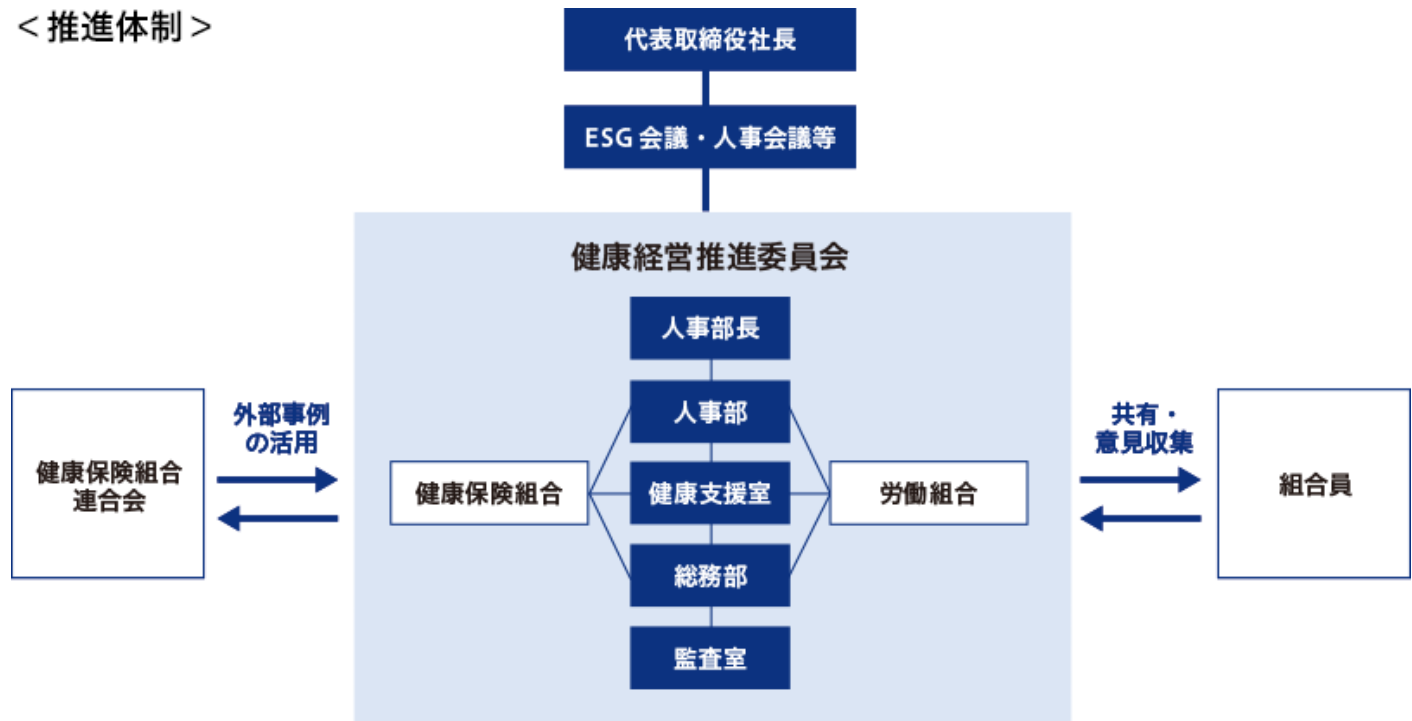 ＜推進体制＞
代表取締役社長
ESG 会議・人事会議等
健康経営推進委員会
人事部長
人事部
健康支援室
総務部
監査室
健康保険組合
労働組合
健康保険組合
連合会
外部事例
の活用
共有・
意見収集
組合員